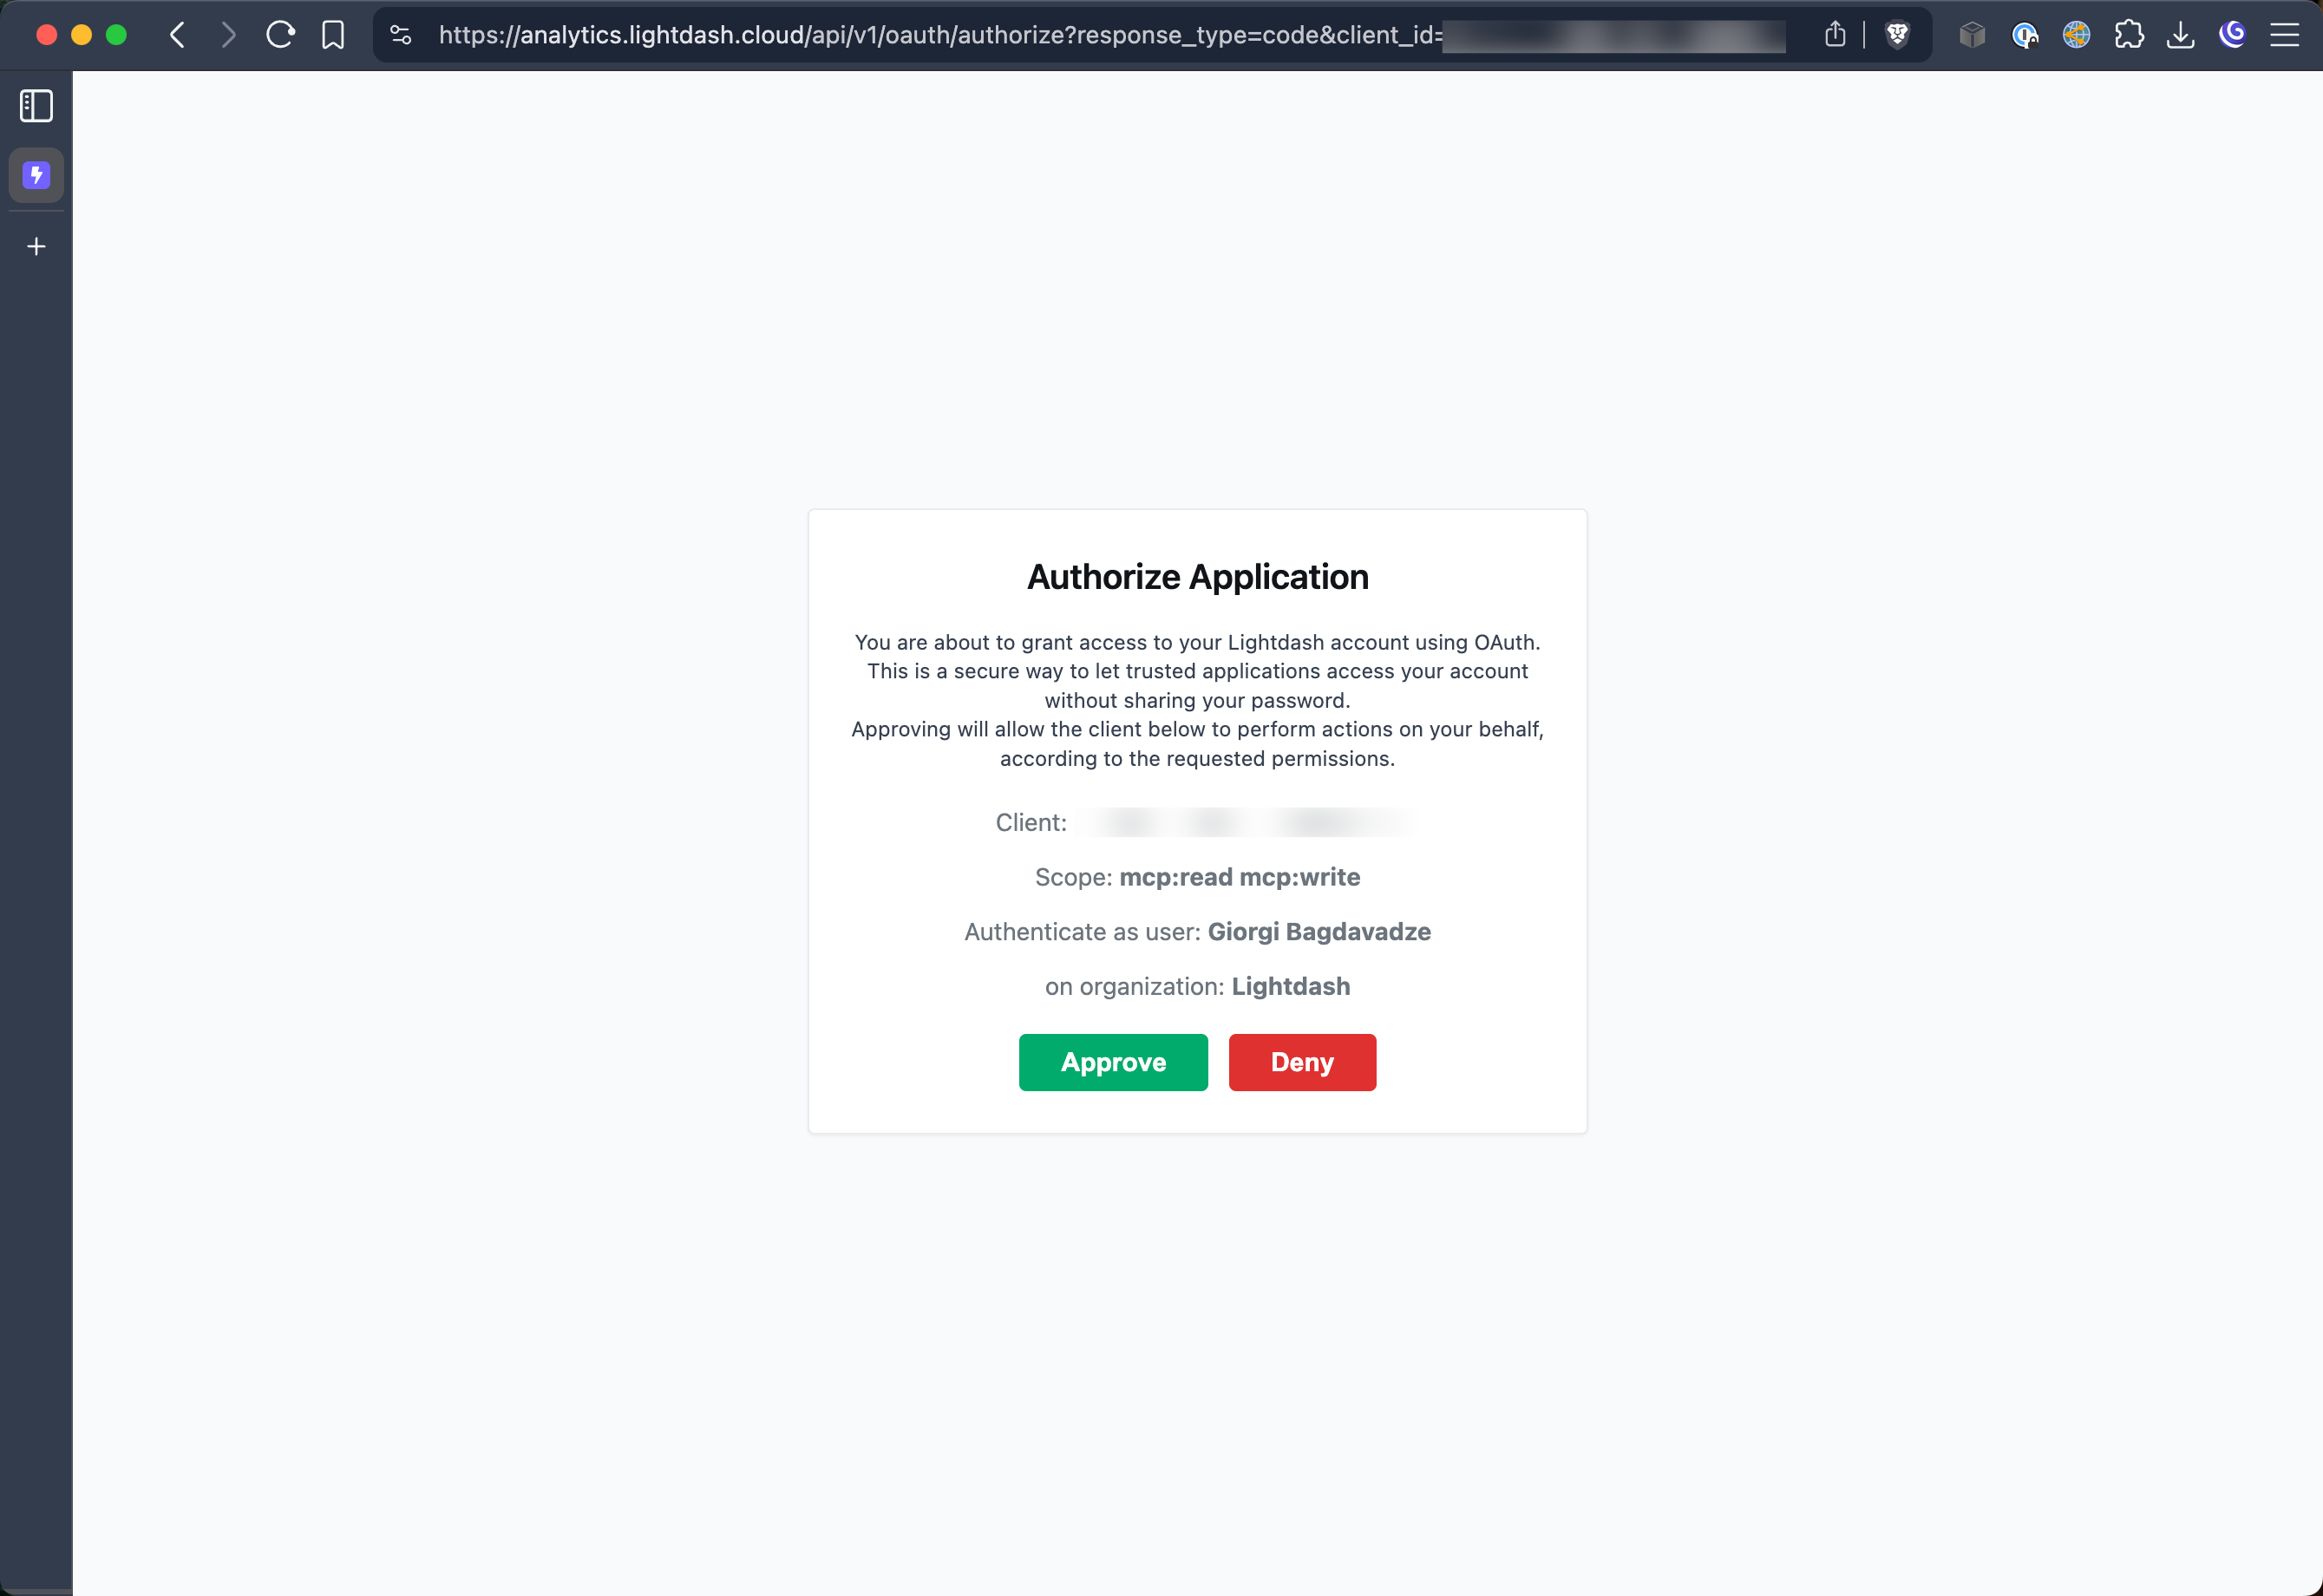 https://analytics.lightdash.cloud/api/v1/oauth/authorize?response_type=code&client_id=
Authorize Application
You are about to grant access to your Lightdash account using OAuth.
This is a secure way to let trusted applications access your account
without sharing your password.
Approving will allow the client below to perform actions on your behalf,
according to the requested permissions.
Client:
Scope: mcp:read mcp:write
Authenticate as user: Giorgi Bagdavadze
on organization: Lightdash
Approve Deny